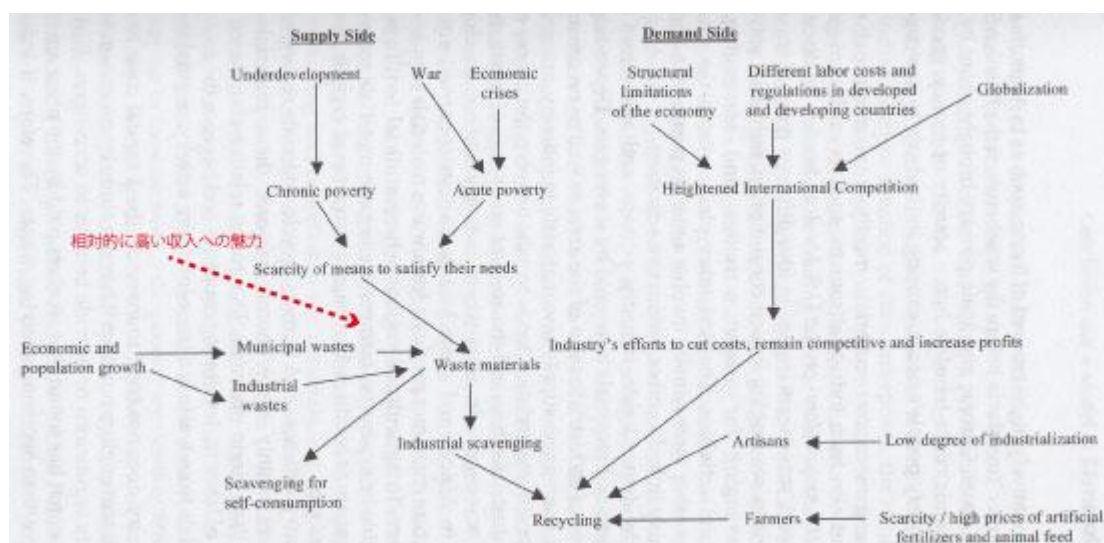 Supply Side
Demand Side
Underdevelopment
War
Economic
crises
Structural
limitations
of the economy
Different labor costs and
regulations in developed
and developing countries
Globalization
Chronic poverty
Acute poverty
Heightened International Competition
相対的に高い収入への魅力
Scarcity of means to satisfy their needs
Economic and
population growth
Municipal wastes
Industrial
wastes
Waste materials
Industry's efforts to cut costs, remain competitive and increase profits
Industrial scavenging
Artisans
Low degree of industrialization
Scavenging for
self-consumption
Recycling
Farmers
Scarcity / high prices of artificial
fertilizers and animal feed